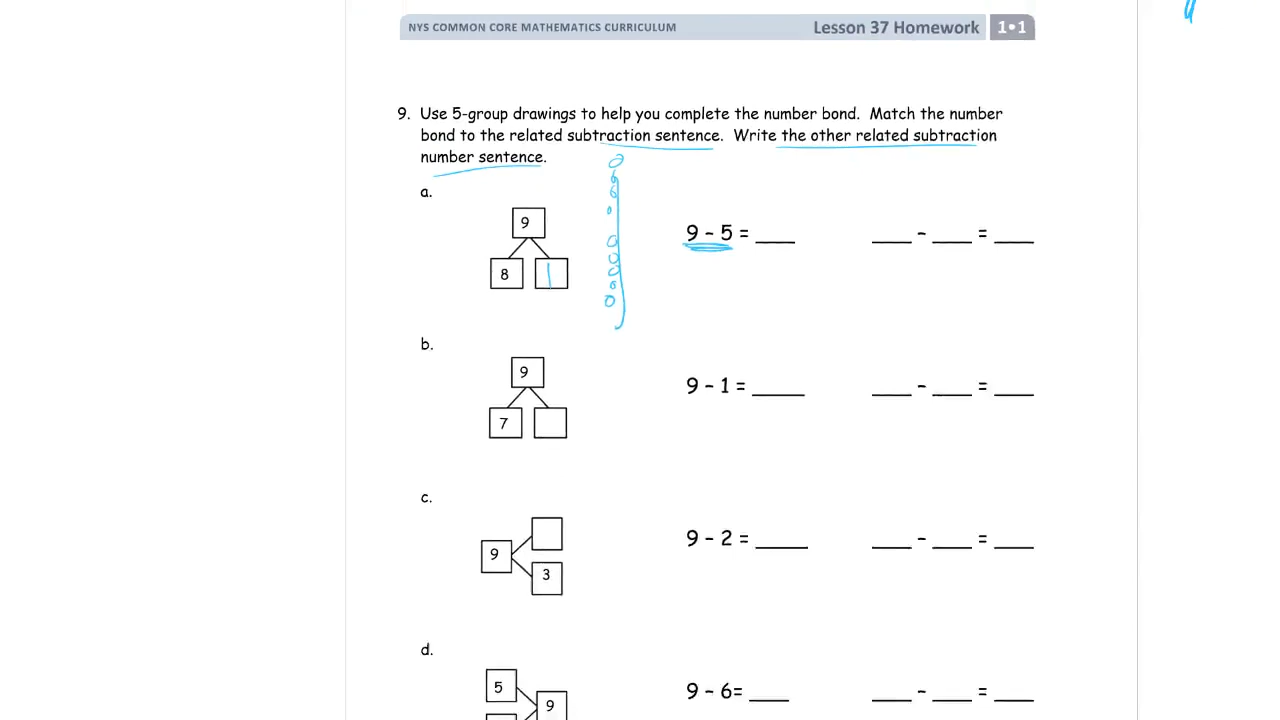 NYS COMMON CORE MATHEMATICS CURRICULUM Lesson 37 Homework 1•1
9. Use 5-group drawings to help you complete the number bond. Match the number
bond to the related subtraction sentence. Write the other related subtraction
number sentence.
a.
9
8 1
9 - 5 = ____ ____ - ____ = ____
b.
9
7
9 - 1 = ____ ____ - ____ = ____
c.
9
3
9 - 2 = ____ ____ - ____ = ____
d.
5
9
9 - 6= ____ ____ - ____ = ____